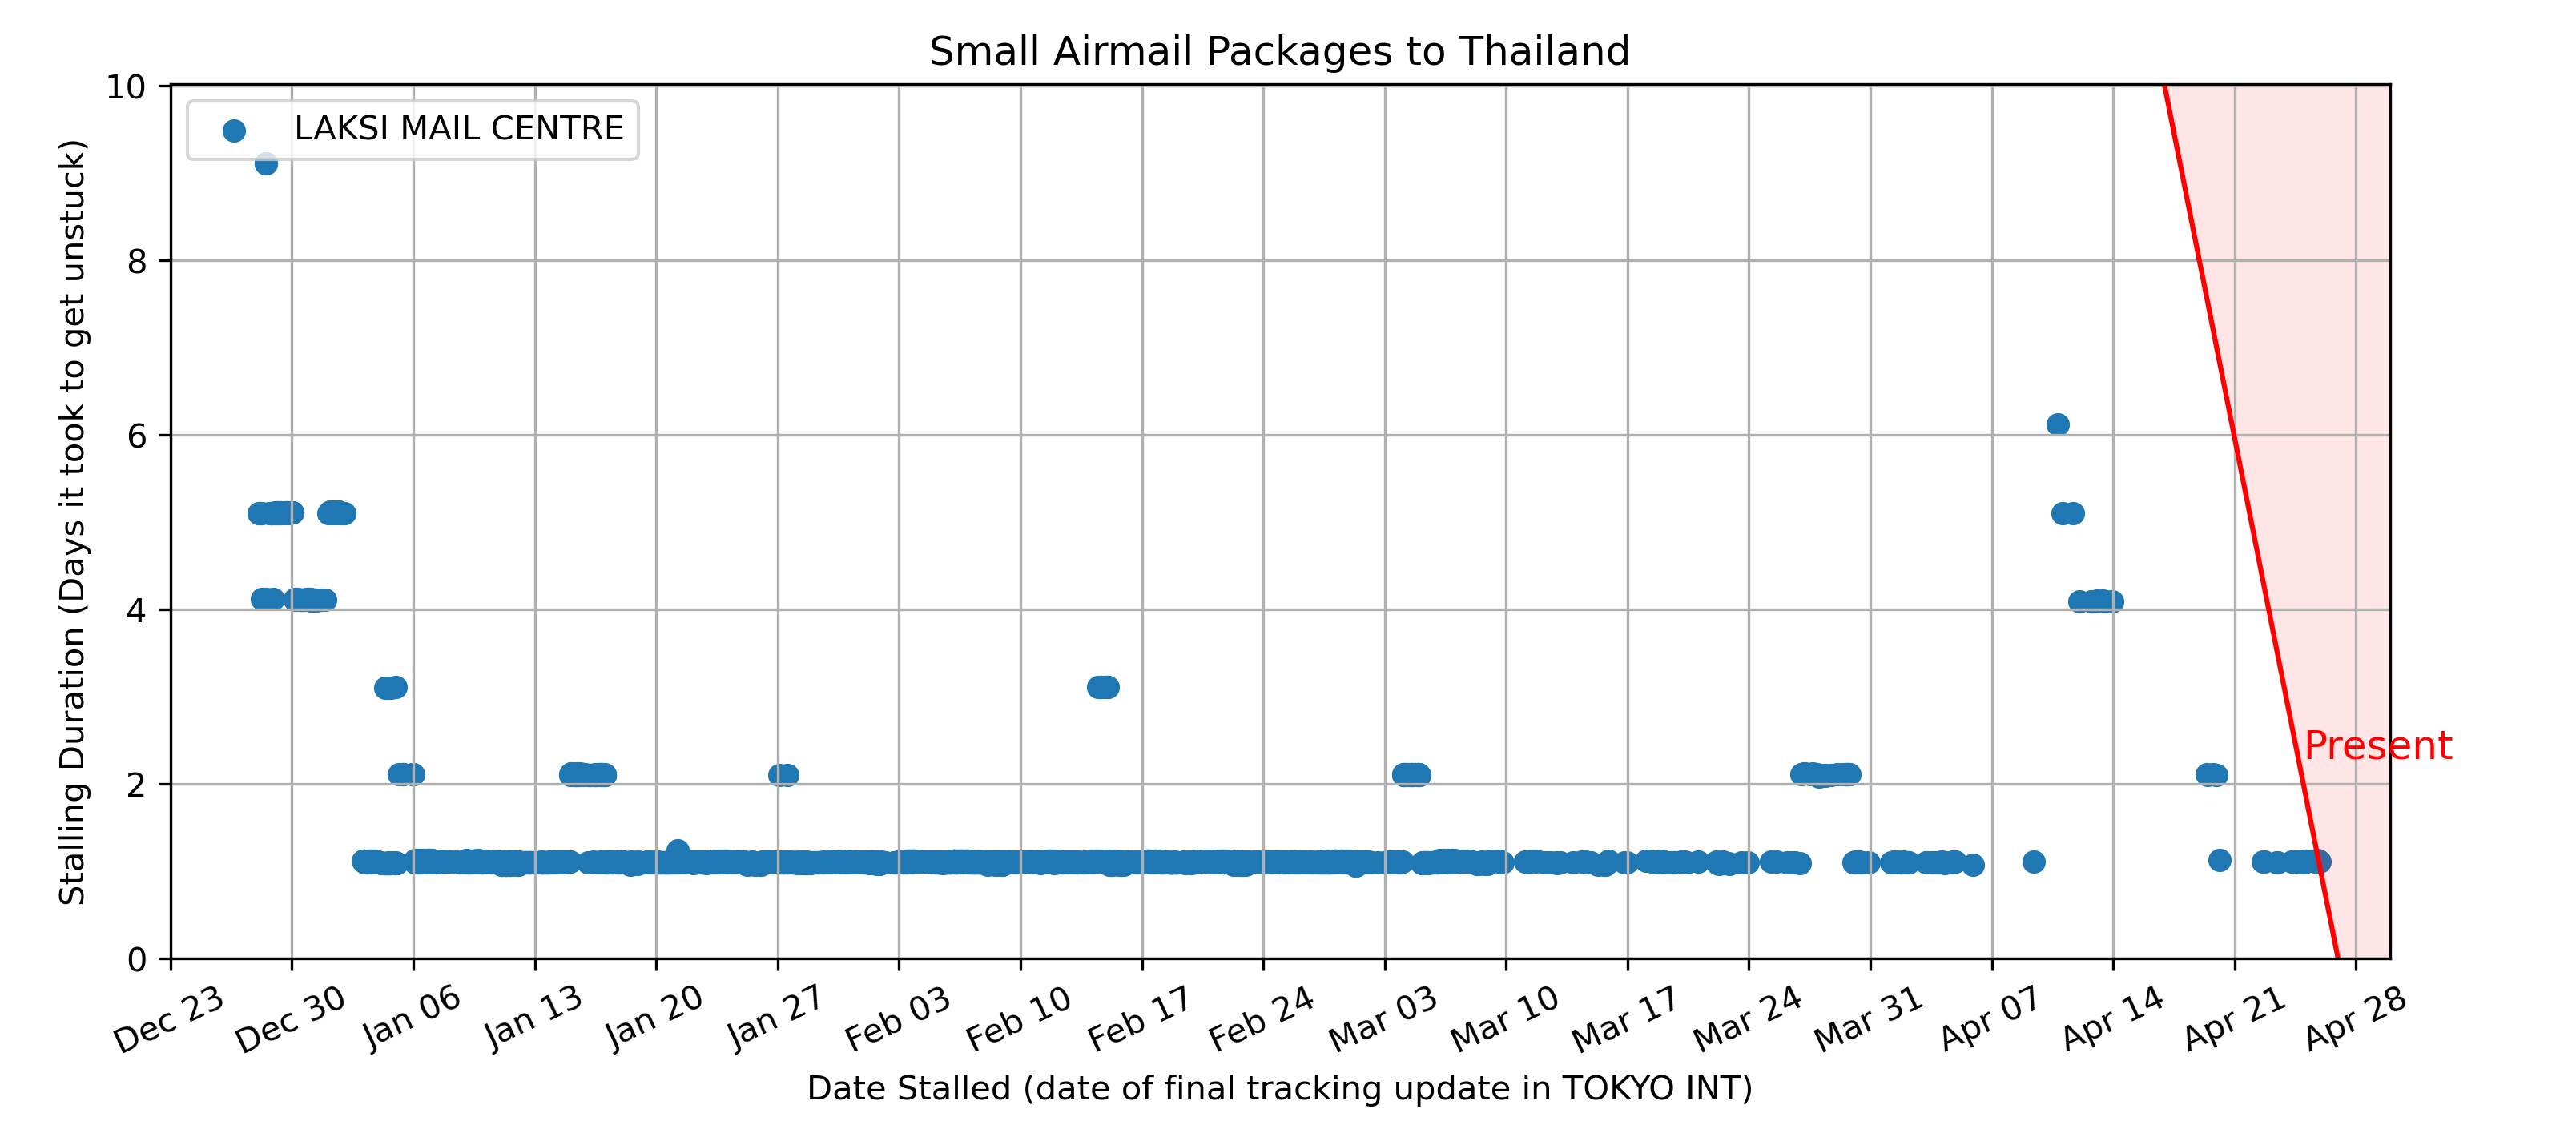 Small Airmail Packages to Thailand
LAKSI MAIL CENTRE
Stalling Duration (Days it took to get unstuck)
10
8
6
4
2
0
Present
Dec 23
Dec 30
Jan 06
Jan 13
Jan 20
Jan 27
Feb 03
Feb 10
Feb 17
Feb 24
Mar 03
Mar 10
Mar 17
Mar 24
Mar 31
Apr 07
Apr 14
Apr 21
Apr 28
Date Stalled (date of final tracking update in TOKYO INT)